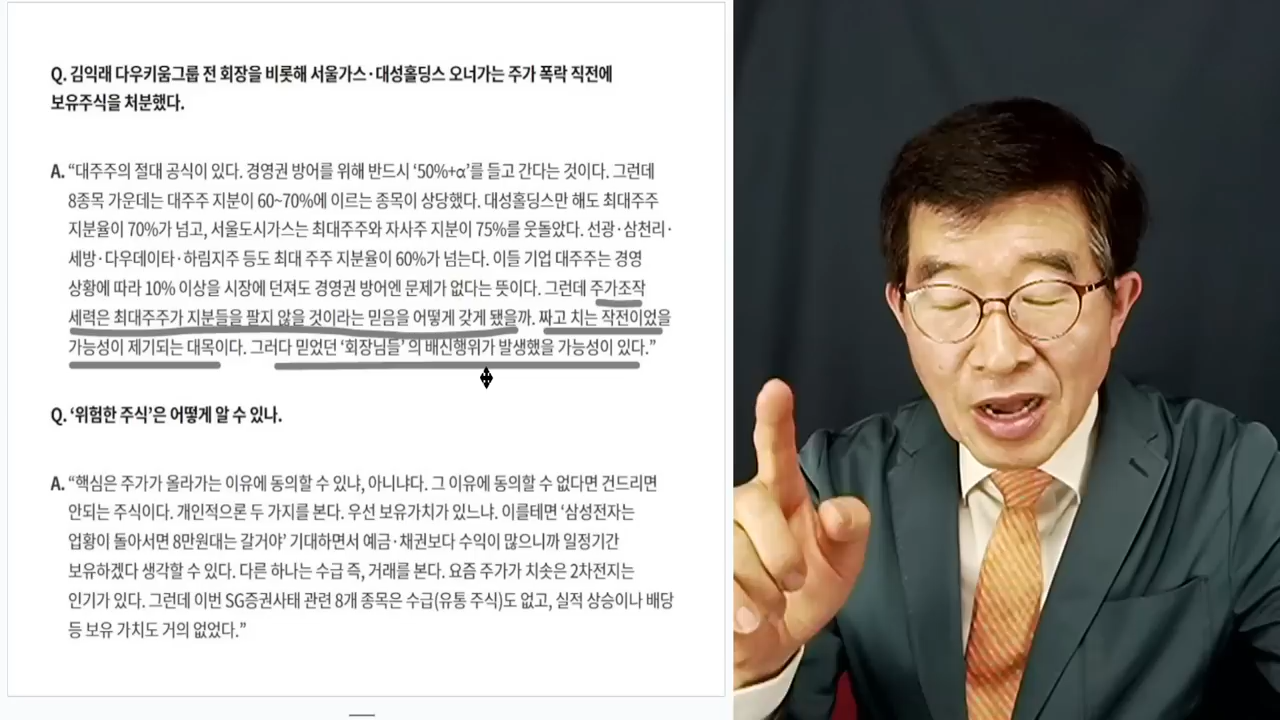 Q. 김익래 다우키움그룹 전 회장을 비롯해 서울가스·대성홀딩스 오너가는 주가 폭락 직전에
보유주식을 처분했다.
A. “대주주의 절대 공식이 있다. 경영권 방어를 위해 반드시 ‘50%+α’를 들고 간다는 것이다. 그런데
8종목 가운데는 대주주 지분이 60~70%에 이르는 종목이 상당했다. 대성홀딩스만 해도 최대주주
지분율이 70%가 넘고, 서울도시가스는 최대주주와 자사주 지분이 75%를 웃돌았다. 선광·삼천리·
세방·다우데이타·하림지주 등도 최대 주주 지분율이 60%가 넘는다. 이들 기업 대주주는 경영
상황에 따라 10% 이상을 시장에 던져도 경영권 방어엔 문제가 없다는 뜻이다. 그런데 주가조작
세력은 최대주주가 지분들을 팔지 않을 것이라는 믿음을 어떻게 갖게 됐을까. 짜고 치는 작전이었을
가능성이 제기되는 대목이다. 그러다 믿었던 ‘회장님들’ 의 배신행위가 발생했을 가능성이 있다.”
Q. ‘위험한 주식’은 어떻게 알 수 있나.
A. “핵심은 주가가 올라가는 이유에 동의할 수 있냐, 아니냐다. 그 이유에 동의할 수 없다면 건드리면
안되는 주식이다. 개인적으론 두 가지를 본다. 우선 보유가치가 있느냐. 이를테면 ‘삼성전자는
업황이 돌아서면 8만원대는 갈거야’ 기대하면서 예금·채권보다 수익이 많으니까 일정기간
보유하겠다 생각할 수 있다. 다른 하나는 수급 즉, 거래를 본다. 요즘 주가가 치솟은 2차전지는
인기가 있다. 그런데 이번 SG증권사태 관련 8개 종목은 수급(유통 주식)도 없고, 실적 상승이나 배당
등 보유 가치도 거의 없었다.”